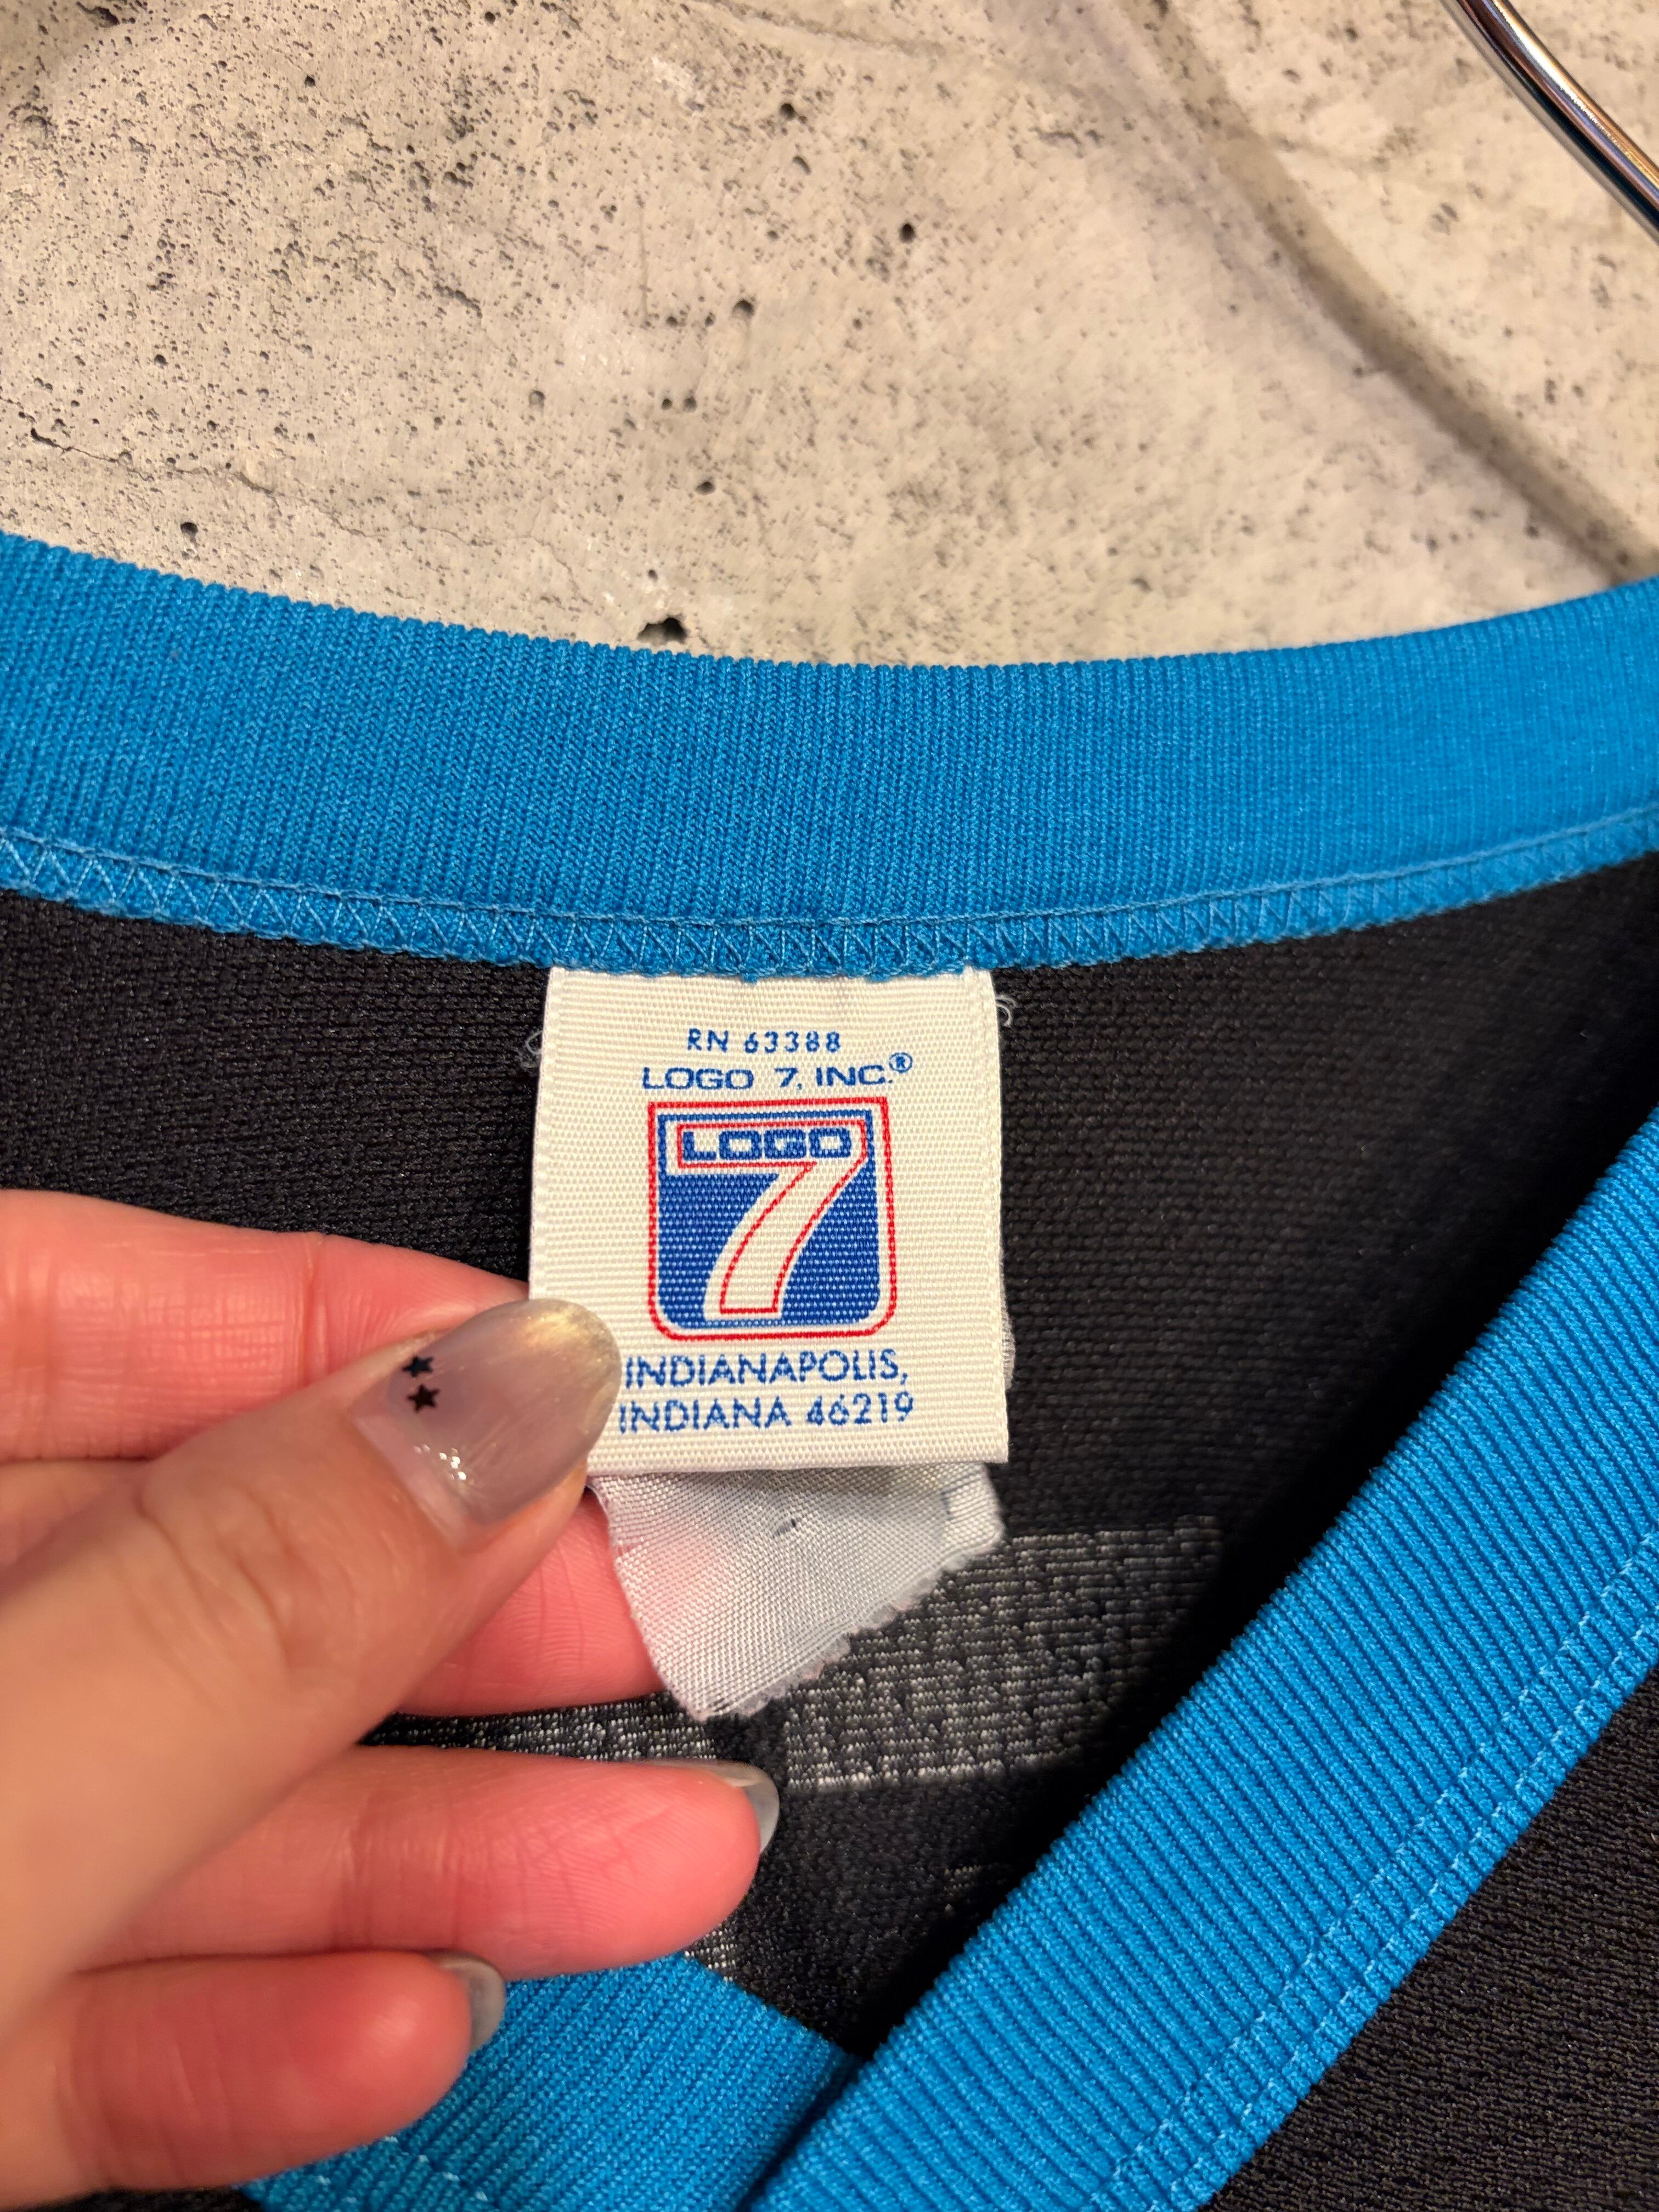 RN 63388
LOGO 7, INC.®
LOGO
7
INDIANAPOLIS,
INDIANA 46219